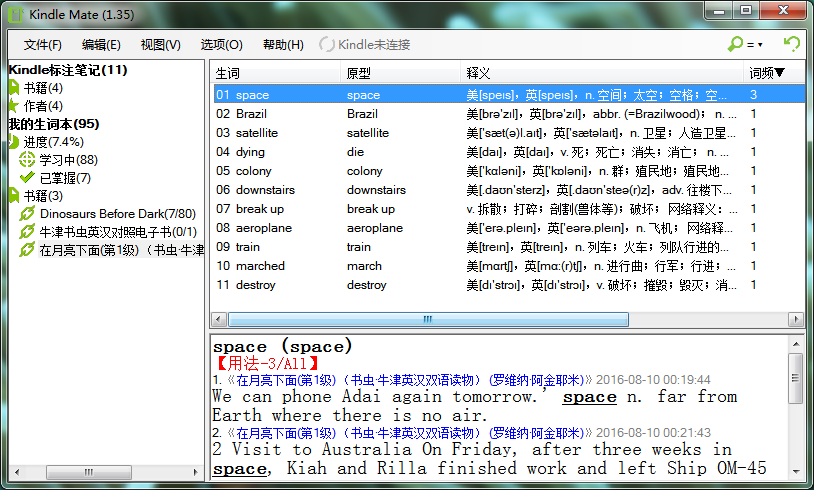 Kindle Mate (1.35)
文件(F) 编辑(E) 视图(V) 选项(O) 帮助(H) Kindle未连接 =
Kindle标注笔记(11)
书籍(4)
作者(4)
我的生词本(95)
进度(7.4%)
学习中(88)
已掌握(7)
书籍(3)
Dinosaurs Before Dark(7/80)
牛津书虫英汉对照电子书(0/1)
在月亮下面(第1级)（书虫·牛津
生词 原型 释义 词频▼
01 space space 美[speɪs]，英[speɪs]，n. 空间；太空；空格；空... 3
02 Brazil Brazil 美[brə'zɪl]，英[brə'zɪl]，abbr. (=Brazilwood)； n. ... 1
03 satellite satellite 美['sæt(ə)l.aɪt]，英['sætəlaɪt]，n. 卫星；人造卫星... 1
04 dying die 美[daɪ]，英[daɪ]，v. 死；死亡；消失；消亡； n. ... 1
05 colony colony 美['kɑləni]，英['kɒləni]，n. 群；殖民地；殖民地... 1
06 downstairs downstairs 美[.daʊn'sterz]，英[.daʊn'steə(r)z]，adv. 往楼下... 1
07 break up break up v. 拆散；打碎；剖割(兽体等)；破坏；网络释义：... 1
08 aeroplane aeroplane 美['erə.pleɪn]，英['eərə.pleɪn]，n. 飞机；网络释... 1
09 train train 美[treɪn]，英[treɪn]，n. 列车；火车；列队行进的... 1
10 marched march 美[mɑrtʃ]，英[mɑː(r)tʃ]，n. 进行曲；行军；行进；... 1
11 destroy destroy 美[dɪ'strɔɪ]，英[dɪ'strɔɪ]，v. 破坏；摧毁；毁灭；消... 1
space (space)
【用法-3/All】
1.《在月亮下面(第1级)（书虫·牛津英汉双语读物） (罗维纳·阿金耶米)》2016-08-10 00:19:44
We can phone Adai again tomorrow.’ space n. far from
Earth where there is no air.
2.《在月亮下面(第1级)（书虫·牛津英汉双语读物） (罗维纳·阿金耶米)》2016-08-10 00:21:43
2 Visit to Australia On Friday, after three weeks in
space, Kiah and Rilla finished work and left Ship OM-45